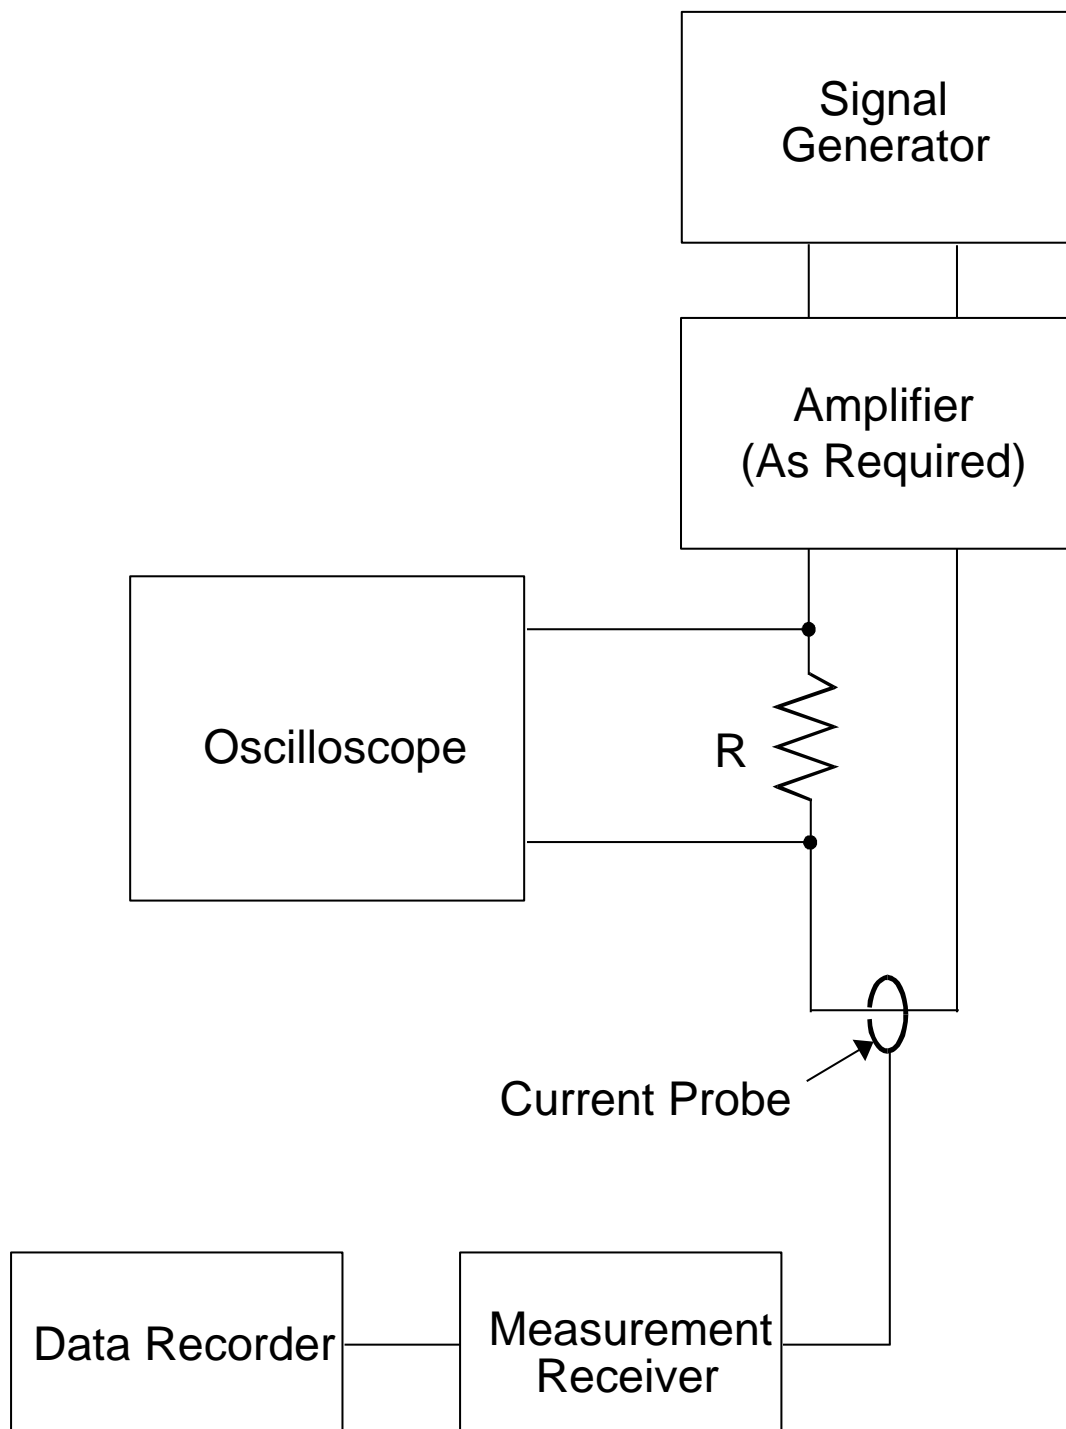 Signal
Generator
Amplifier
(As Required)
Oscilloscope
R
Current Probe
Data Recorder
Measurement
Receiver